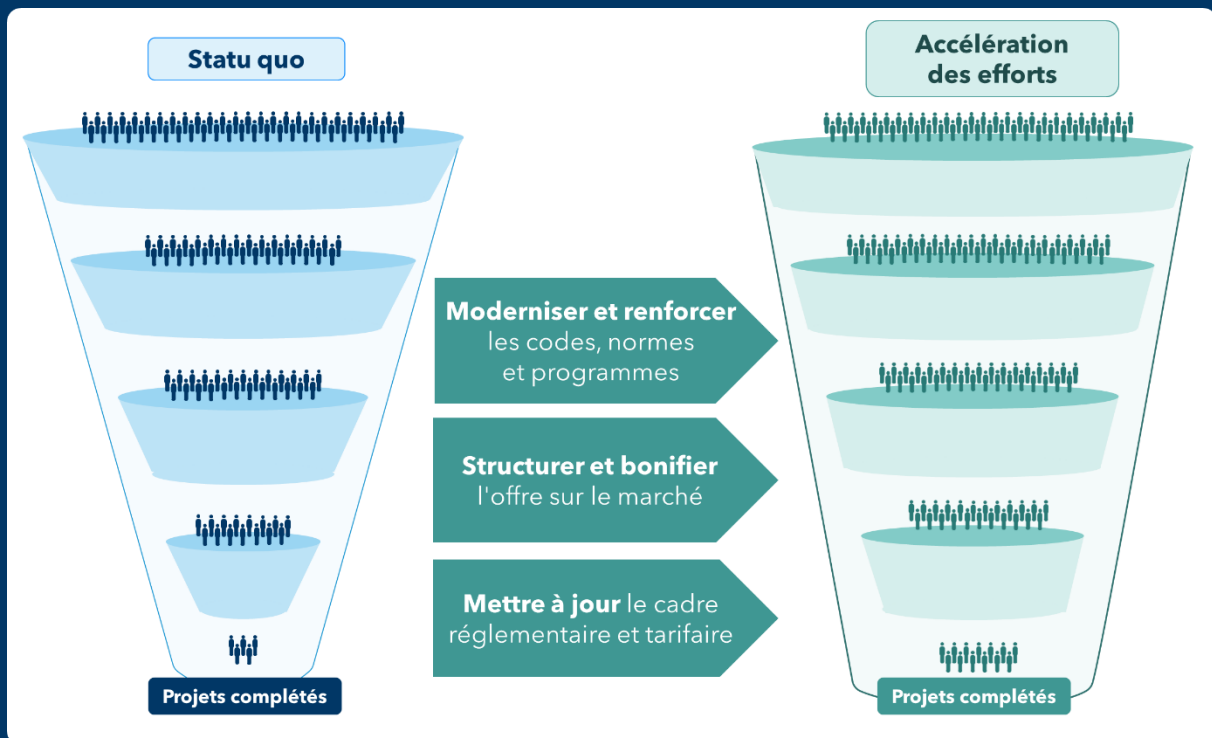 Statu quo
Accélération
des efforts
Moderniser et renforcer
les codes, normes
et programmes
Structurer et bonifier
l'offre sur le marché
Mettre à jour le cadre
réglementaire et tarifaire
Projets complétés
Projets complétés